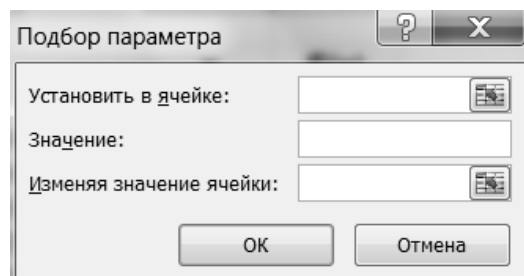 Подбор параметра
Установить в ячейке:
Значение:
Изменяя значение ячейки:
ОК
Отмена